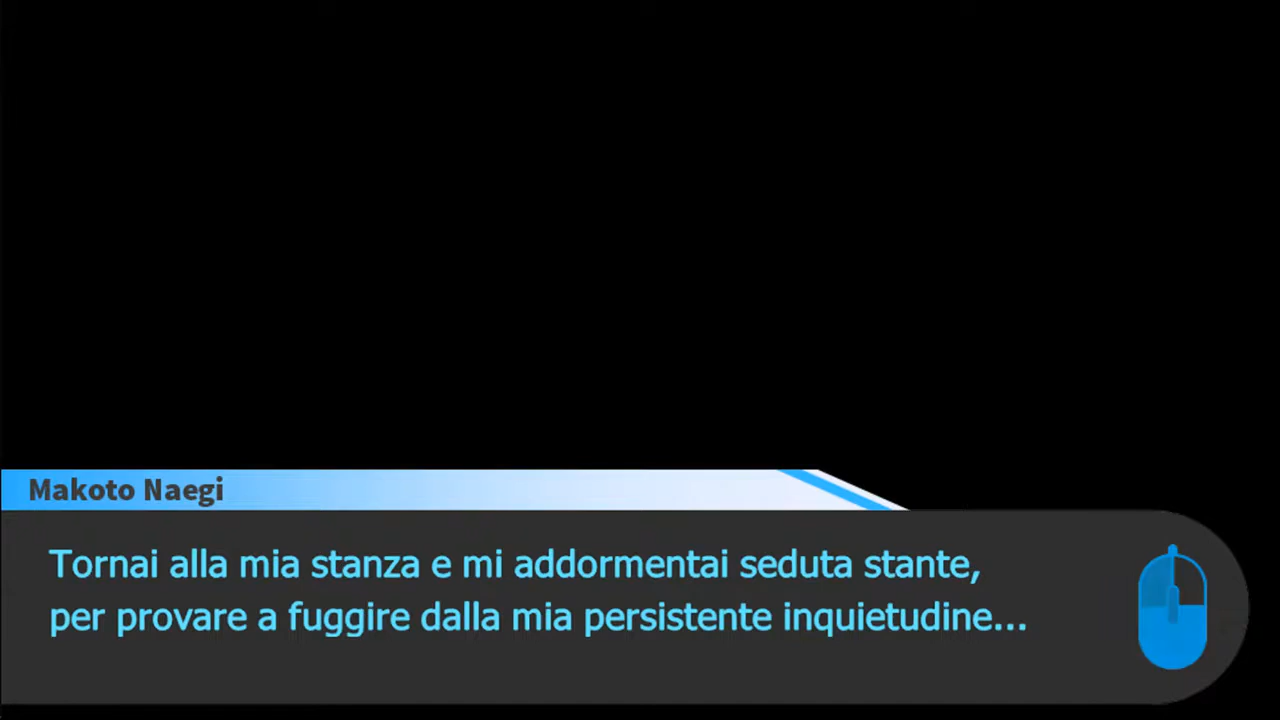 Makoto Naegi
Tornai alla mia stanza e mi addormentai seduta stante,
per provare a fuggire dalla mia persistente inquietudine...